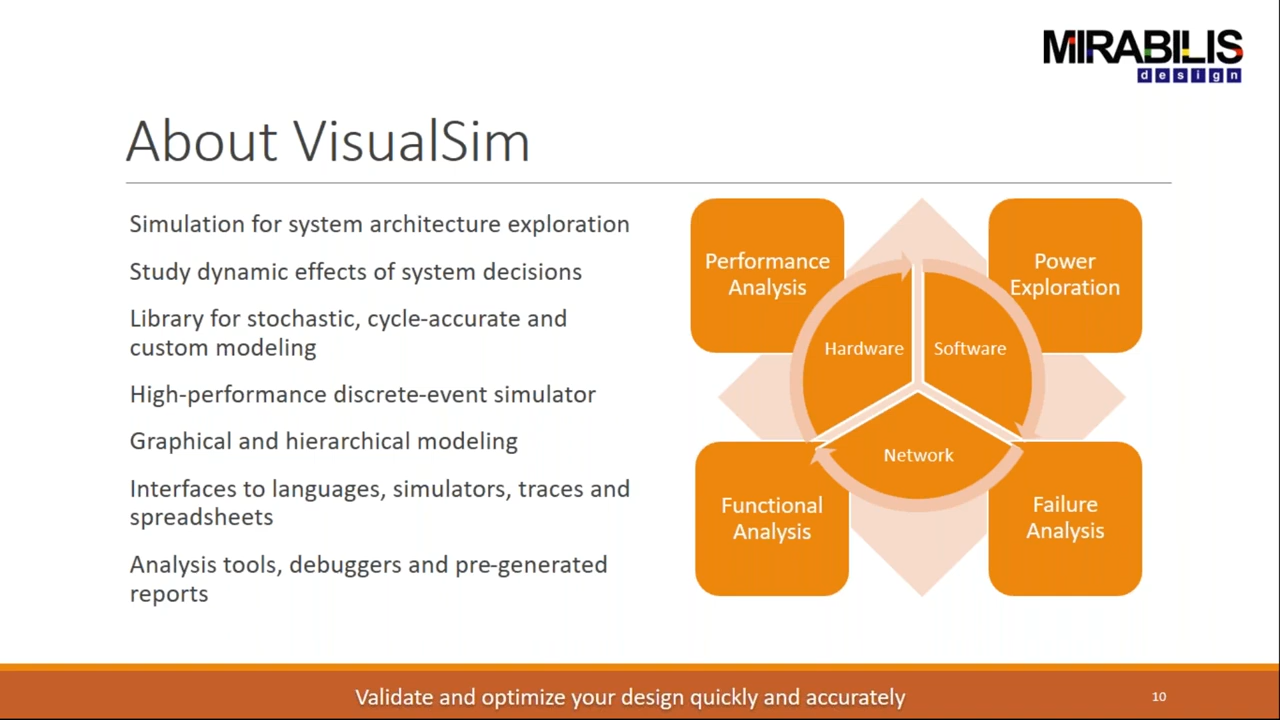 MIRABILIS
design
About VisualSim
Simulation for system architecture exploration
Study dynamic effects of system decisions
Library for stochastic, cycle-accurate and
custom modeling
High-performance discrete-event simulator
Graphical and hierarchical modeling
Interfaces to languages, simulators, traces and
spreadsheets
Analysis tools, debuggers and pre-generated
reports
Performance
Analysis
Power
Exploration
Hardware
Software
Network
Functional
Analysis
Failure
Analysis
Validate and optimize your design quickly and accurately
10